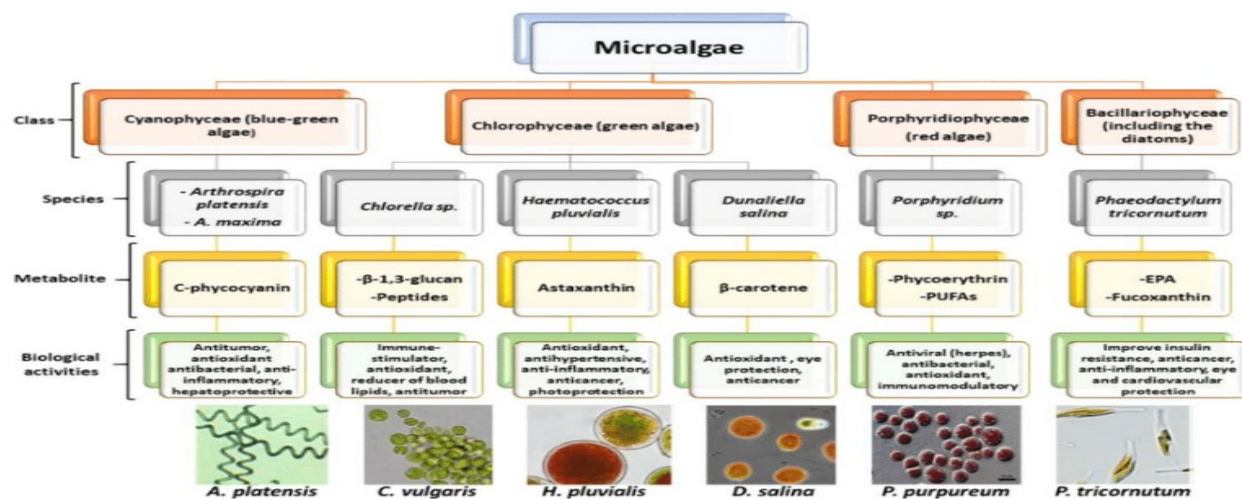 Microalgae
Class
Cyanophyceae (blue-green
algae)
Chlorophyceae (green algae)
Porphyridiophyceae
(red algae)
Bacillariophyceae
(including the
diatoms)
Species
- Arthrospira
platensis
- A. maxima
Chlorella sp.
Haematococcus
pluvialis
Dunaliella
salina
Porphyridium
sp.
Phaeodactylum
tricornutum
Metabolite
C-phycocyanin
-β-1,3-glucan
-Peptides
Astaxanthin
β-carotene
-Phycoerythrin
-PUFAs
-EPA
-Fucoxanthin
Biological
activities
Antitumor,
antioxidant
antibacterial, anti-
inflammatory,
hepatoprotective
Immune-
stimulator,
antioxidant,
reducer of blood
lipids, antitumor
Antioxidant,
antihypertensive,
anti-inflammatory,
anticancer,
photoprotection
Antioxidant , eye
protection,
anticancer
Antiviral (herpes),
antibacterial,
antioxidant,
immunomodulatory
Improve insulin
resistance, anticancer,
anti-inflammatory, eye
and cardiovascular
protection
A. platensis
C. vulgaris
H. pluvialis
D. salina
P. purpureum
P. tricornutum